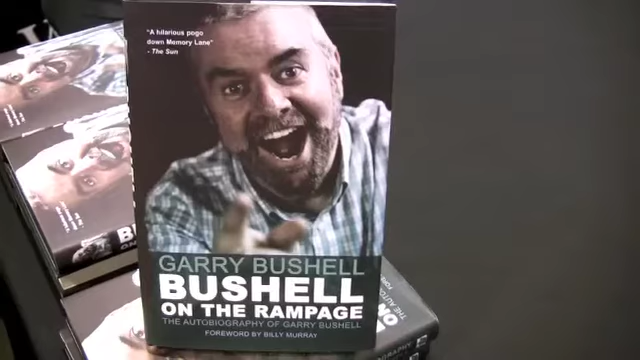 "A hilarious pogo
down Memory Lane"
- The Sun
GARRY BUSHELL
BUSHELL
ON THE RAMPAGE
THE AUTOBIOGRAPHY OF GARRY BUSHELL
FOREWORD BY BILLY MURRAY